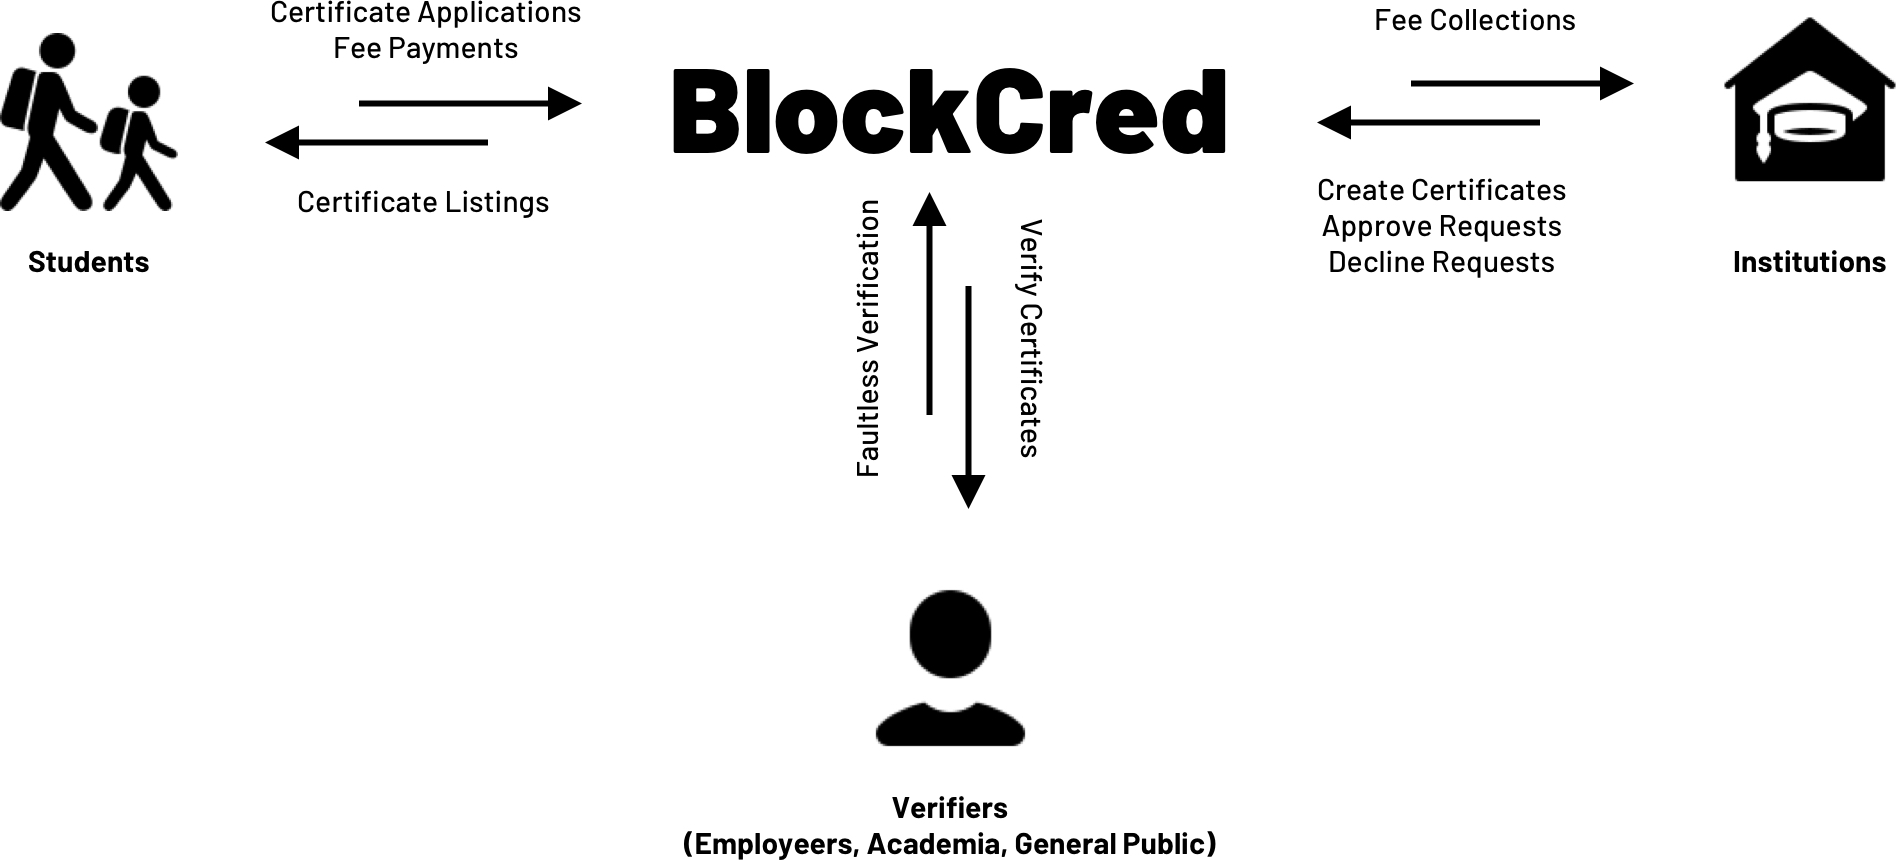 Certificate Applications
Fee Payments
Certificate Listings
Students
BlockCred
Fee Collections
Create Certificates
Approve Requests
Decline Requests
Institutions
Faultless Verification
Verify Certificates
Verifiers
(Employeers, Academia, General Public)